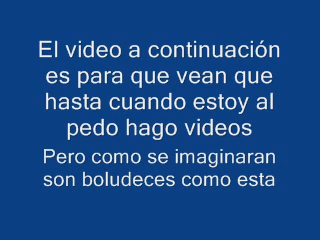 El video a continuación
es para que vean que
hasta cuando estoy al
pedo hago videos
Pero como se imaginaran
son boludeces como esta